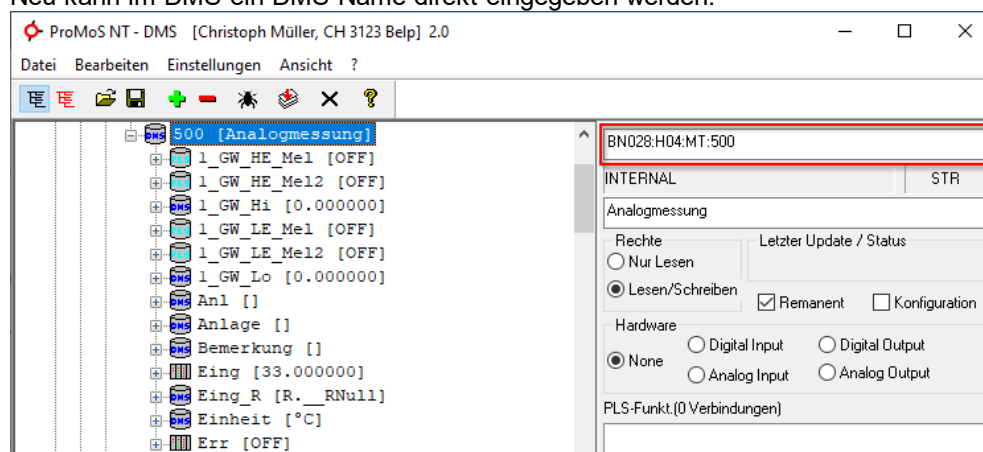 Neu kann im DMS ein DMS-Name direkt eingegeben werden:
ProMoS NT - DMS [Christoph Müller, CH 3123 Belp] 2.0
Datei Bearbeiten Einstellungen Ansicht ?
500 [Analogmessung]
1_GW_HE_Mel [OFF]
1_GW_HE_Mel2 [OFF]
1_GW_Hi [0.000000]
1_GW_LE_Mel [OFF]
1_GW_LE_Mel2 [OFF]
1_GW_Lo [0.000000]
Anl []
Anlage []
Bemerkung []
Eing [33.000000]
Eing_R [R.__RNull]
Einheit [°C]
Err [OFF]
BN028:H04:MT:500
INTERNAL STR
Analogmessung
Rechte Letzter Update / Status
Nur Lesen
Lesen/Schreiben Remanent Konfiguration
Hardware
None Digital Input Digital Output
Analog Input Analog Output
PLS-Funkt.(0 Verbindungen)